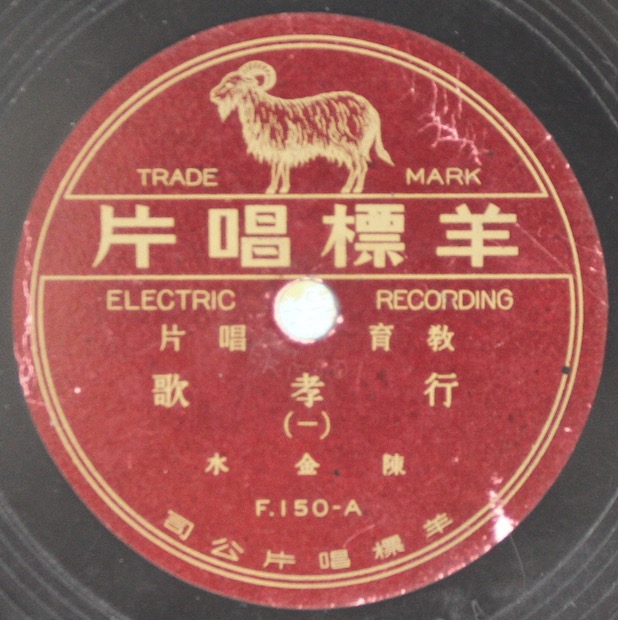 TRADE MARK
羊標唱片
ELECTRIC RECORDING
教育唱片
行孝歌
(一)
陳金水
F.150-A
羊標唱片公司